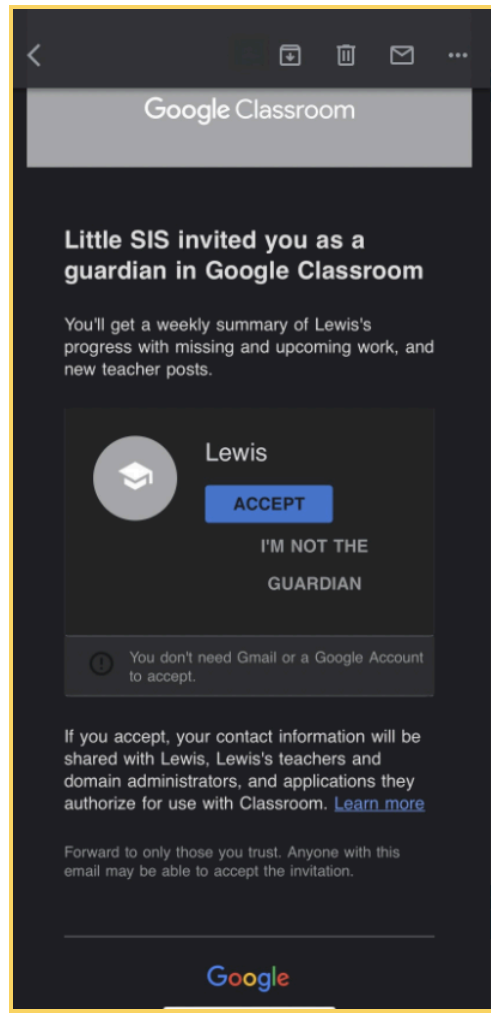 Google Classroom
Little SIS invited you as a
guardian in Google Classroom
You'll get a weekly summary of Lewis's
progress with missing and upcoming work, and
new teacher posts.
Lewis
ACCEPT
I'M NOT THE
GUARDIAN
You don't need Gmail or a Google Account
to accept.
If you accept, your contact information will be
shared with Lewis, Lewis's teachers and
domain administrators, and applications they
authorize for use with Classroom. Learn more
Forward to only those you trust. Anyone with this
email may be able to accept the invitation.
Google